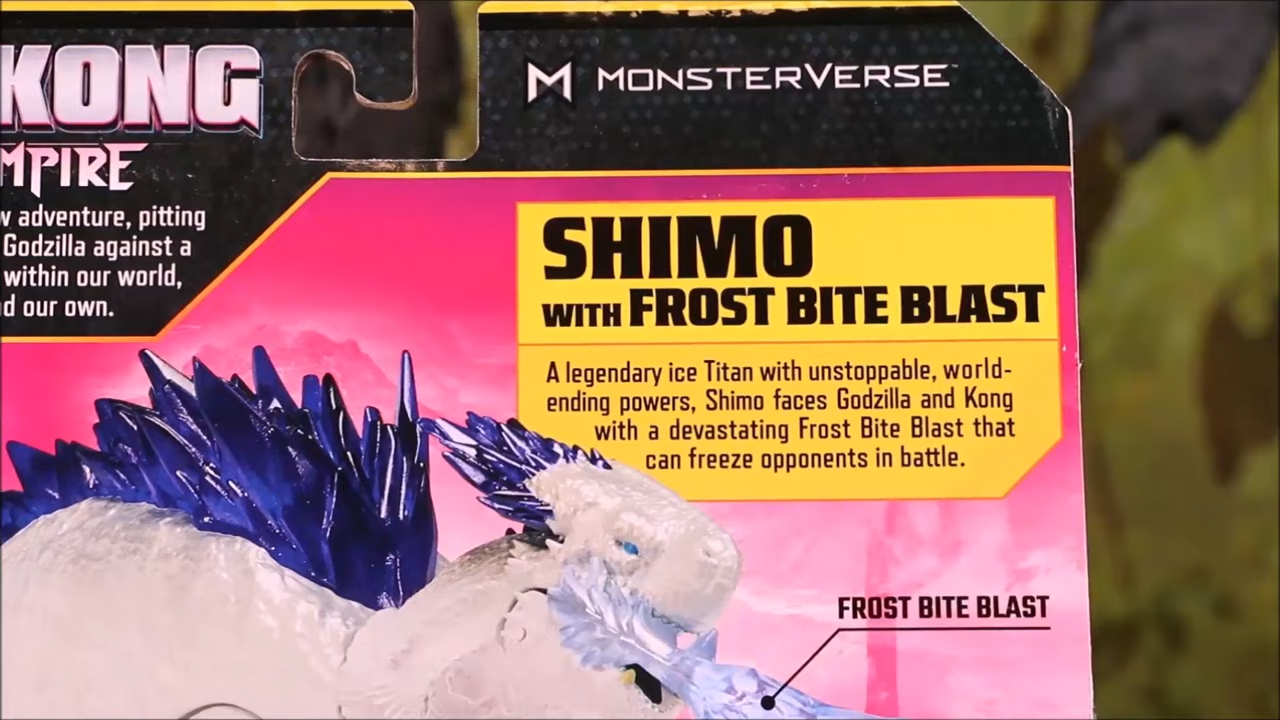 KONG
MPIRE
w adventure, pitting
Godzilla against a
within our world,
d our own.
M MONSTERVERSE™
SHIMO
WITH FROST BITE BLAST
A legendary ice Titan with unstoppable, world-
ending powers, Shimo faces Godzilla and Kong
with a devastating Frost Bite Blast that
can freeze opponents in battle.
FROST BITE BLAST